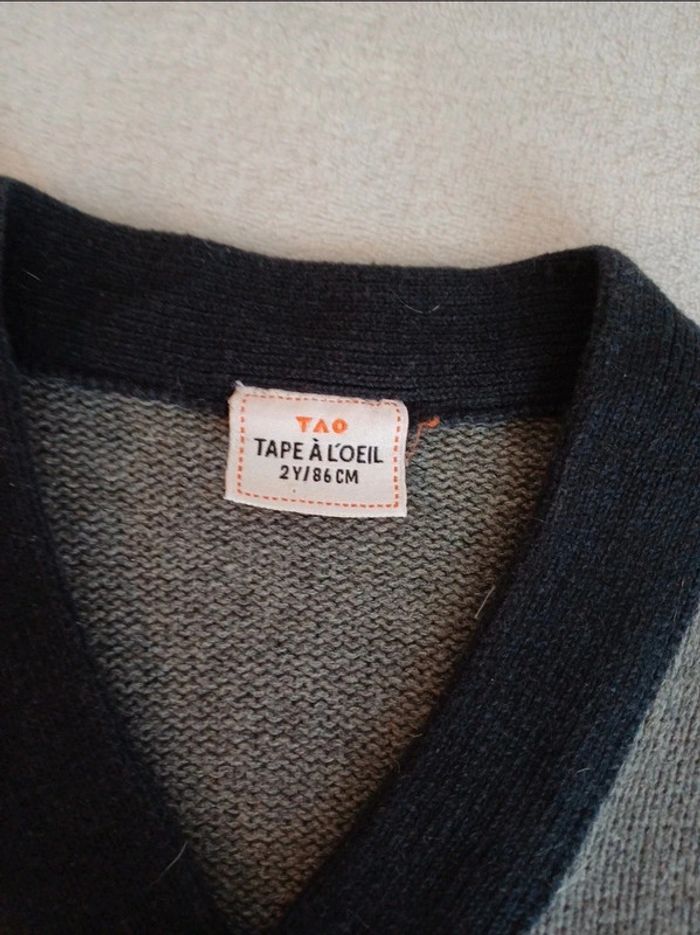 TAO
TAPE À L'OEIL
2Y/86CM